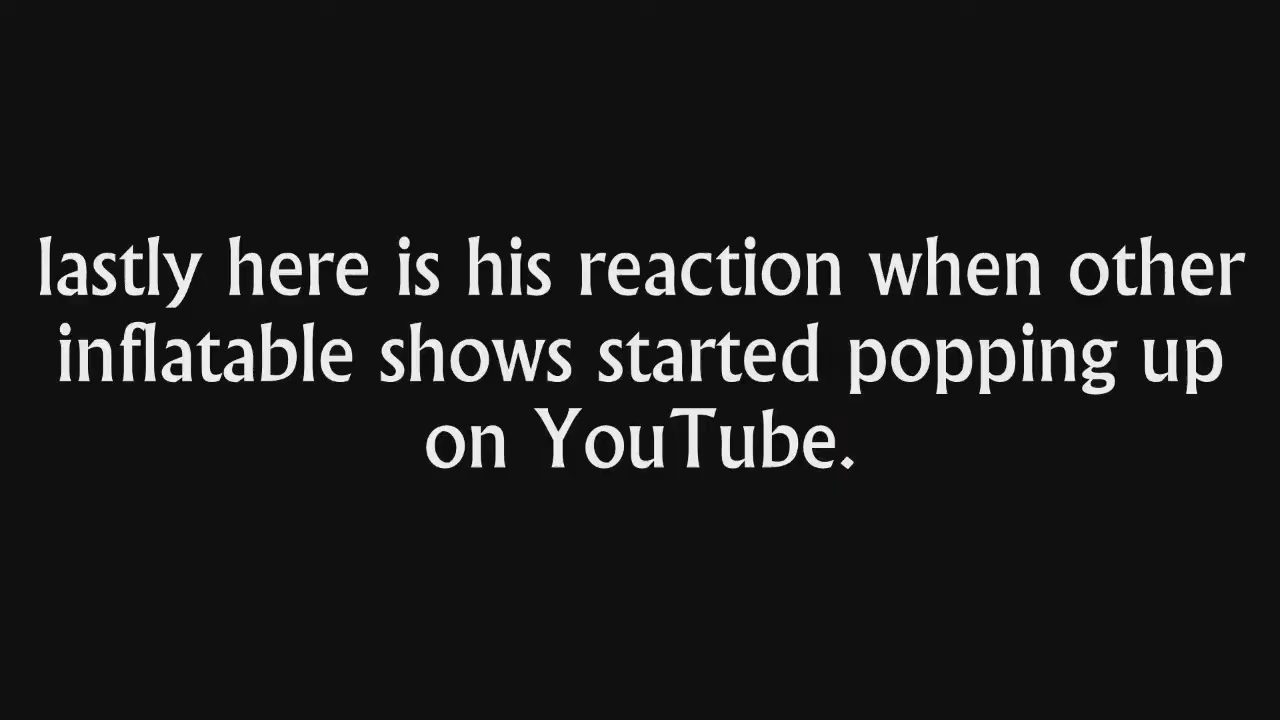 lastly here is his reaction when other
inflatable shows started popping up
on YouTube.